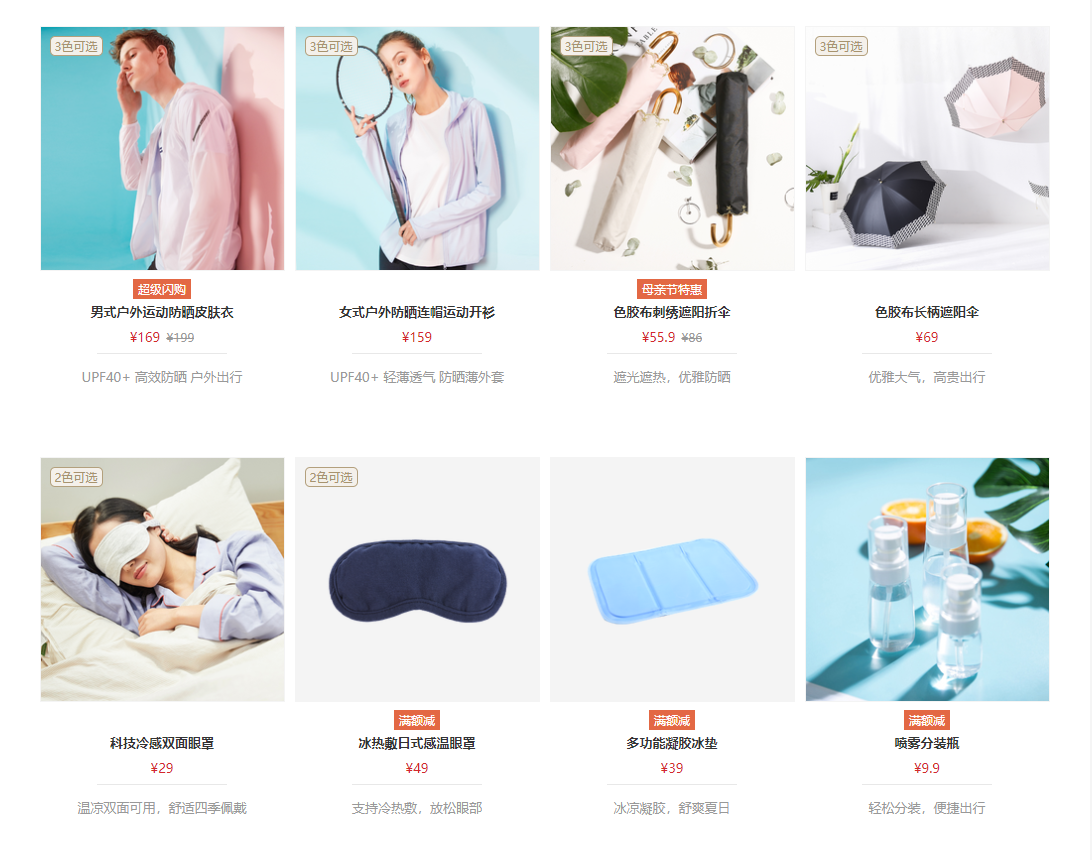 3色可选
3色可选
3色可选
3色可选
超级闪购
母亲节特惠
男式户外运动防晒皮肤衣
女式户外防晒连帽运动开衫
色胶布刺绣遮阳折伞
色胶布长柄遮阳伞
¥169 ¥199
¥159
¥55.9 ¥86
¥69
UPF40+ 高效防晒 户外出行
UPF40+ 轻薄透气 防晒薄外套
遮光遮热，优雅防晒
优雅大气，高贵出行
2色可选
2色可选
满额减
满额减
满额减
科技冷感双面眼罩
冰热敷日式感温眼罩
多功能凝胶冰垫
喷雾分装瓶
¥29
¥49
¥39
¥9.9
温凉双面可用，舒适四季佩戴
支持冷热敷，放松眼部
冰凉凝胶，舒爽夏日
轻松分装，便捷出行